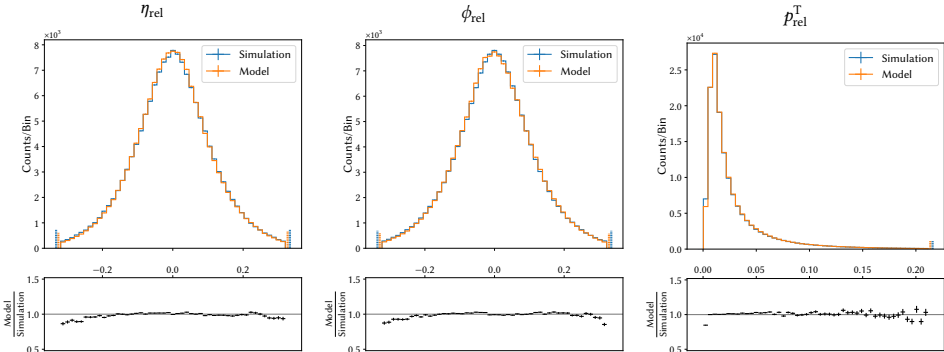 η_rel
×10³
8
7
6
5
4
3
2
1
0
Counts/Bin
Simulation
Model
−0.2
0.0
0.2
1.5
1.0
0.5
Model
Simulation
ϕ_rel
×10³
8
7
6
5
4
3
2
1
0
Counts/Bin
Simulation
Model
−0.2
0.0
0.2
1.5
1.0
0.5
Model
Simulation
p^T_rel
×10⁴
2.5
2.0
1.5
1.0
0.5
0.0
Counts/Bin
Simulation
Model
0.00
0.05
0.10
0.15
0.20
1.5
1.0
0.5
Model
Simulation